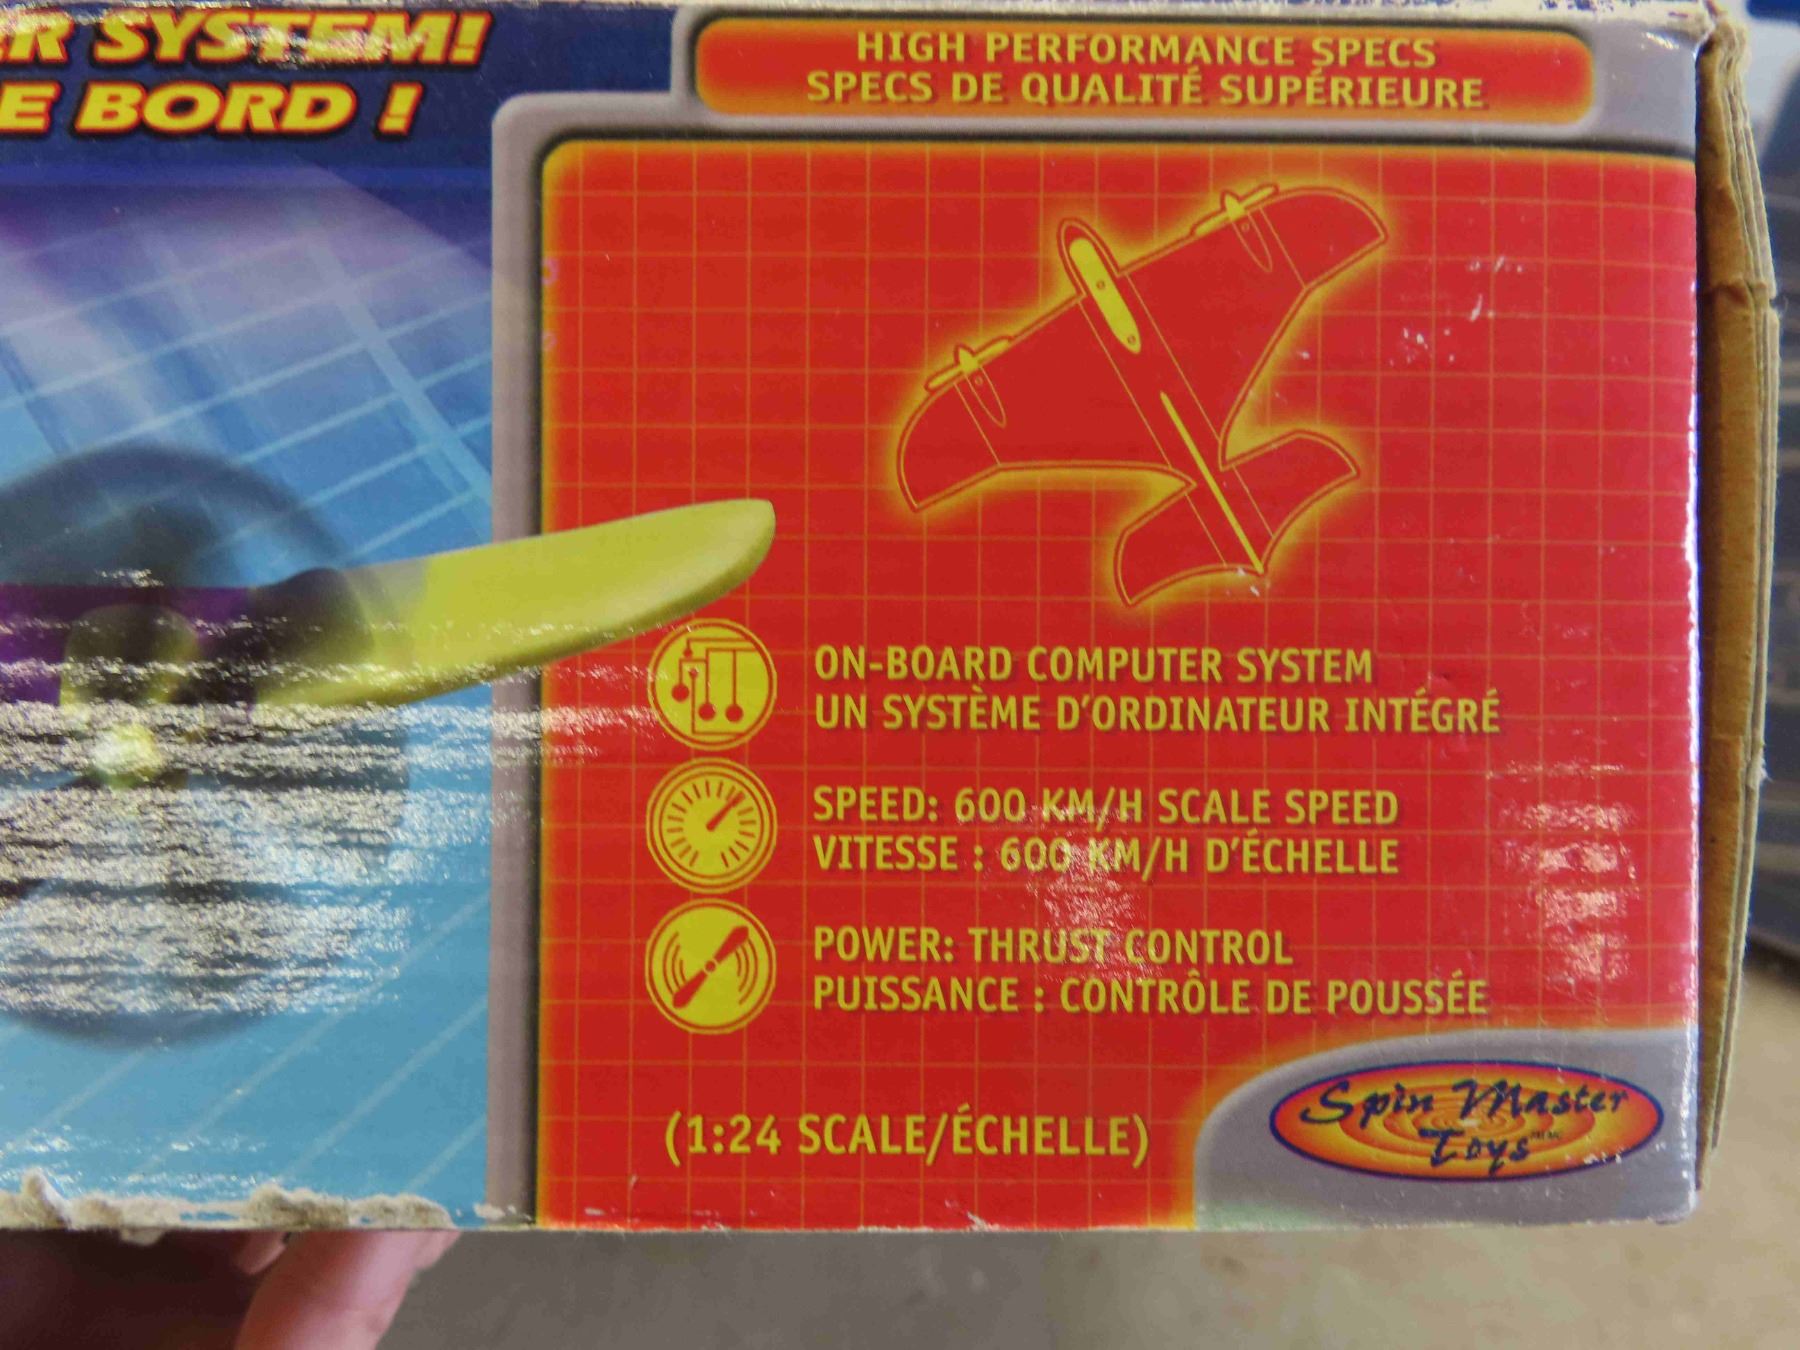 R SYSTEM!
E BORD !
HIGH PERFORMANCE SPECS
SPECS DE QUALITÉ SUPÉRIEURE
ON-BOARD COMPUTER SYSTEM
UN SYSTÈME D'ORDINATEUR INTÉGRÉ
SPEED: 600 KM/H SCALE SPEED
VITESSE : 600 KM/H D'ÉCHELLE
POWER: THRUST CONTROL
PUISSANCE : CONTRÔLE DE POUSSÉE
(1:24 SCALE/ÉCHELLE)
Spin Master
Toys